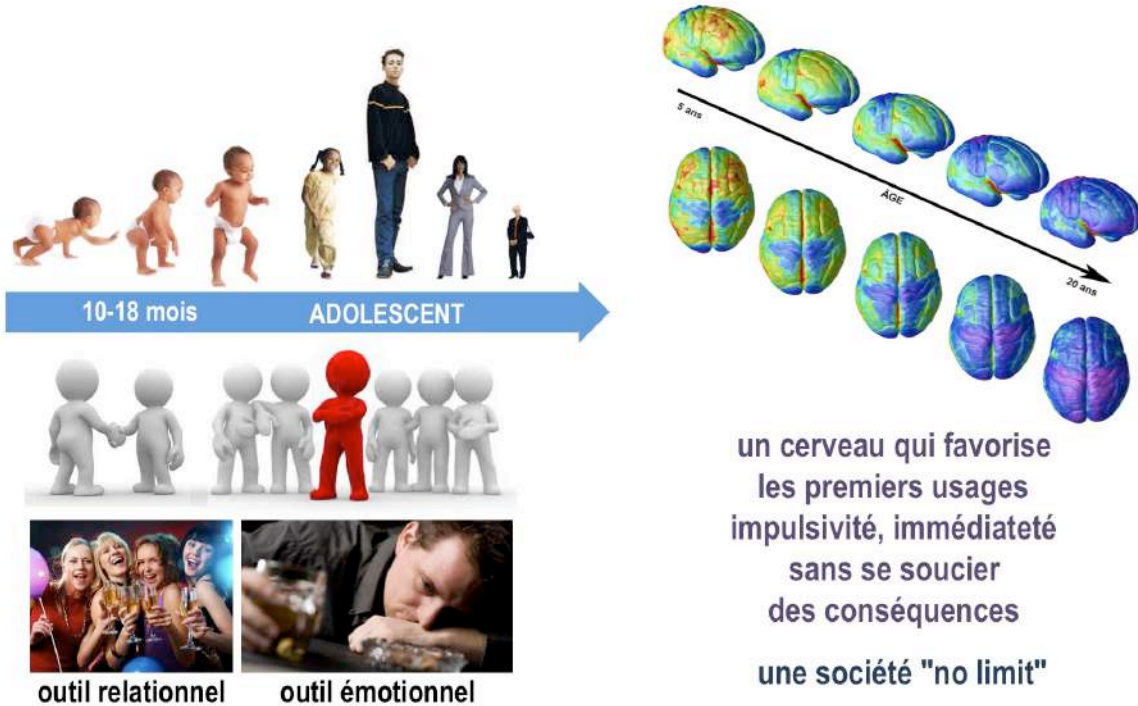 5 ans
ÂGE
20 ans
10-18 mois
ADOLESCENT
outil relationnel
outil émotionnel
un cerveau qui favorise
les premiers usages
impulsivité, immédiateté
sans se soucier
des conséquences
une société "no limit"